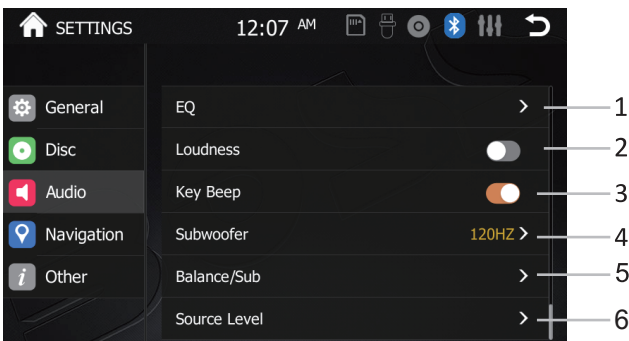 SETTINGS 12:07 AM
General
Disc
Audio
Navigation
Other
EQ 1
Loudness 2
Key Beep 3
Subwoofer 120HZ 4
Balance/Sub 5
Source Level 6